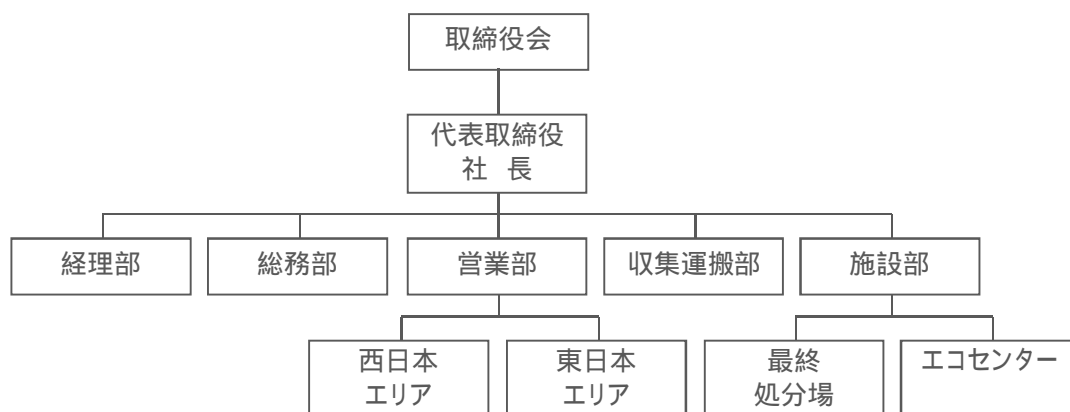 取締役会
代表取締役
社 長
経理部
総務部
営業部
収集運搬部
施設部
西日本
エリア
東日本
エリア
最終
処分場
エコセンター